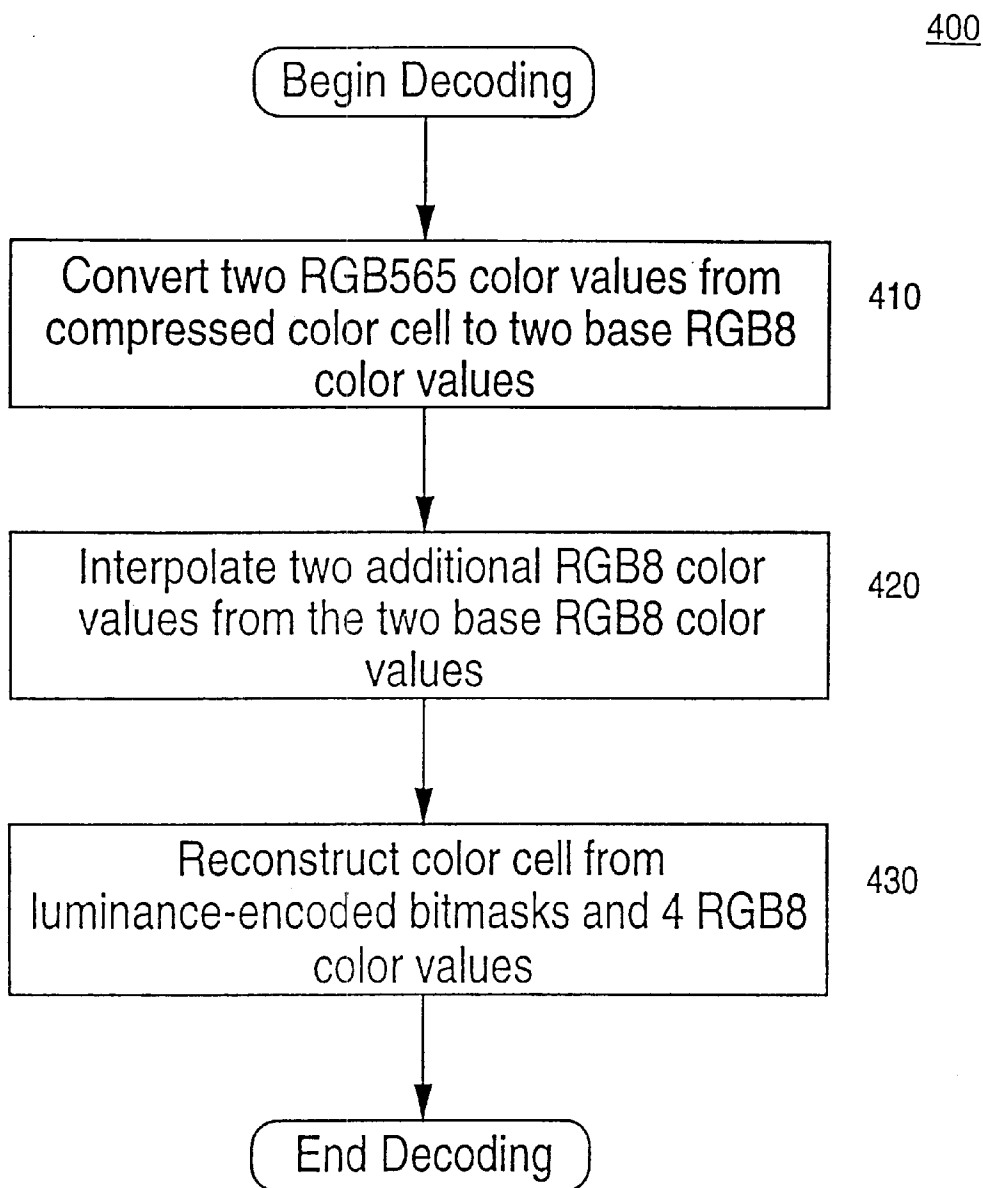 400
Begin Decoding
Convert two RGB565 color values from
compressed color cell to two base RGB8
color values
410
Interpolate two additional RGB8 color
values from the two base RGB8 color
values
420
Reconstruct color cell from
luminance-encoded bitmasks and 4 RGB8
color values
430
End Decoding